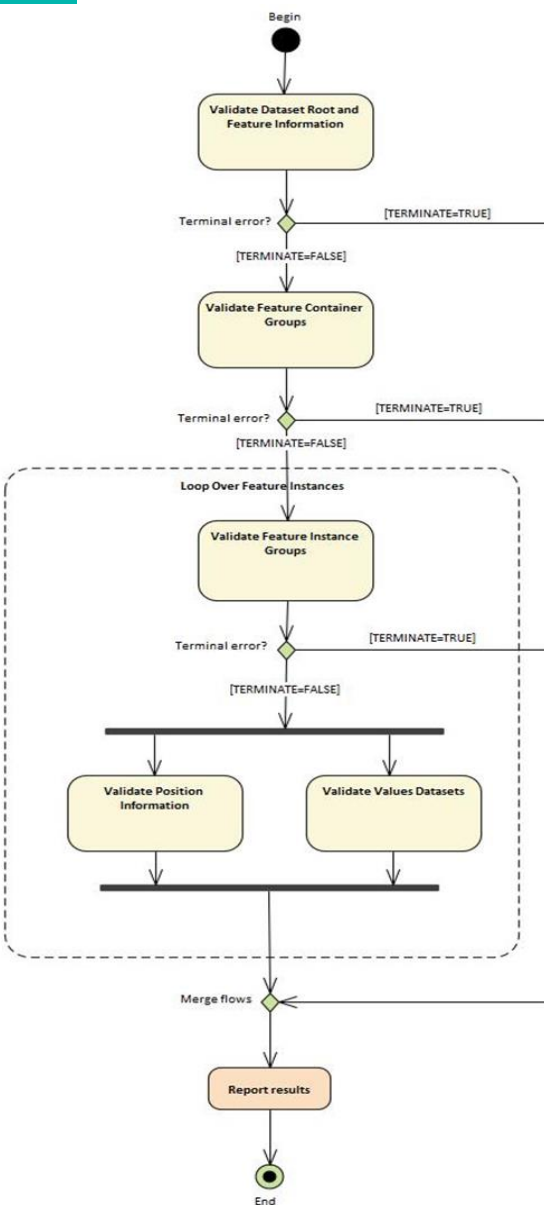 Begin
Validate Dataset Root and
Feature Information
Terminal error?
[TERMINATE=TRUE]
[TERMINATE=FALSE]
Validate Feature Container
Groups
Terminal error?
[TERMINATE=TRUE]
[TERMINATE=FALSE]
Loop Over Feature Instances
Validate Feature Instance
Groups
Terminal error?
[TERMINATE=TRUE]
[TERMINATE=FALSE]
Validate Position
Information
Validate Values Datasets
Merge flows
Report results
End